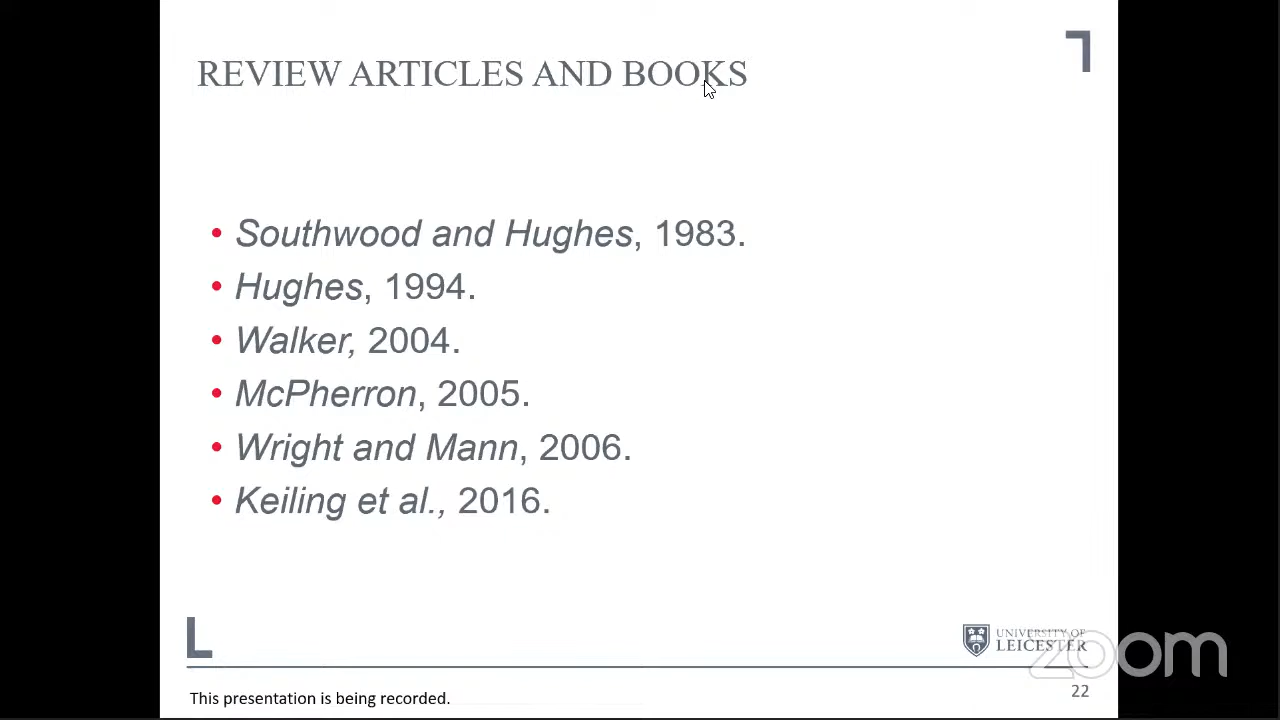 REVIEW ARTICLES AND BOOKS
• Southwood and Hughes, 1983.
• Hughes, 1994.
• Walker, 2004.
• McPherron, 2005.
• Wright and Mann, 2006.
• Keiling et al., 2016.
UNIVERSITY OF
LEICESTER
zoom
22
This presentation is being recorded.